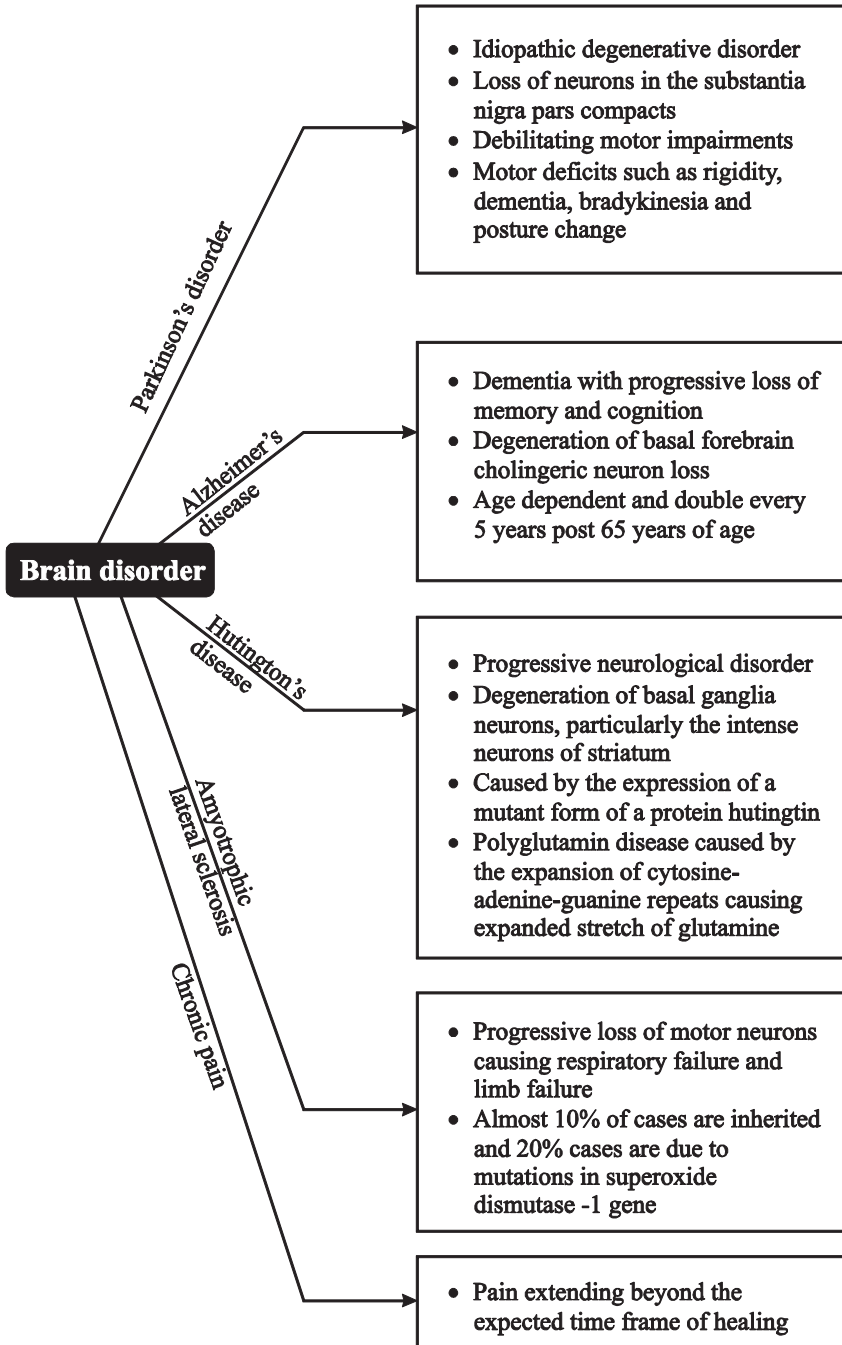 Brain disorder
Parkinson's disorder
• Idiopathic degenerative disorder
• Loss of neurons in the substantia
nigra pars compacts
• Debilitating motor impairments
• Motor deficits such as rigidity,
dementia, bradykinesia and
posture change
Alzheimer's
disease
• Dementia with progressive loss of
memory and cognition
• Degeneration of basal forebrain
cholingeric neuron loss
• Age dependent and double every
5 years post 65 years of age
Hutington's
disease
• Progressive neurological disorder
• Degeneration of basal ganglia
neurons, particularly the intense
neurons of striatum
• Caused by the expression of a
mutant form of a protein hutingtin
• Polyglutamin disease caused by
the expansion of cytosine-
adenine-guanine repeats causing
expanded stretch of glutamine
Amyotrophic
lateral sclerosis
• Progressive loss of motor neurons
causing respiratory failure and
limb failure
• Almost 10% of cases are inherited
and 20% cases are due to
mutations in superoxide
dismutase -1 gene
Chronic pain
• Pain extending beyond the
expected time frame of healing